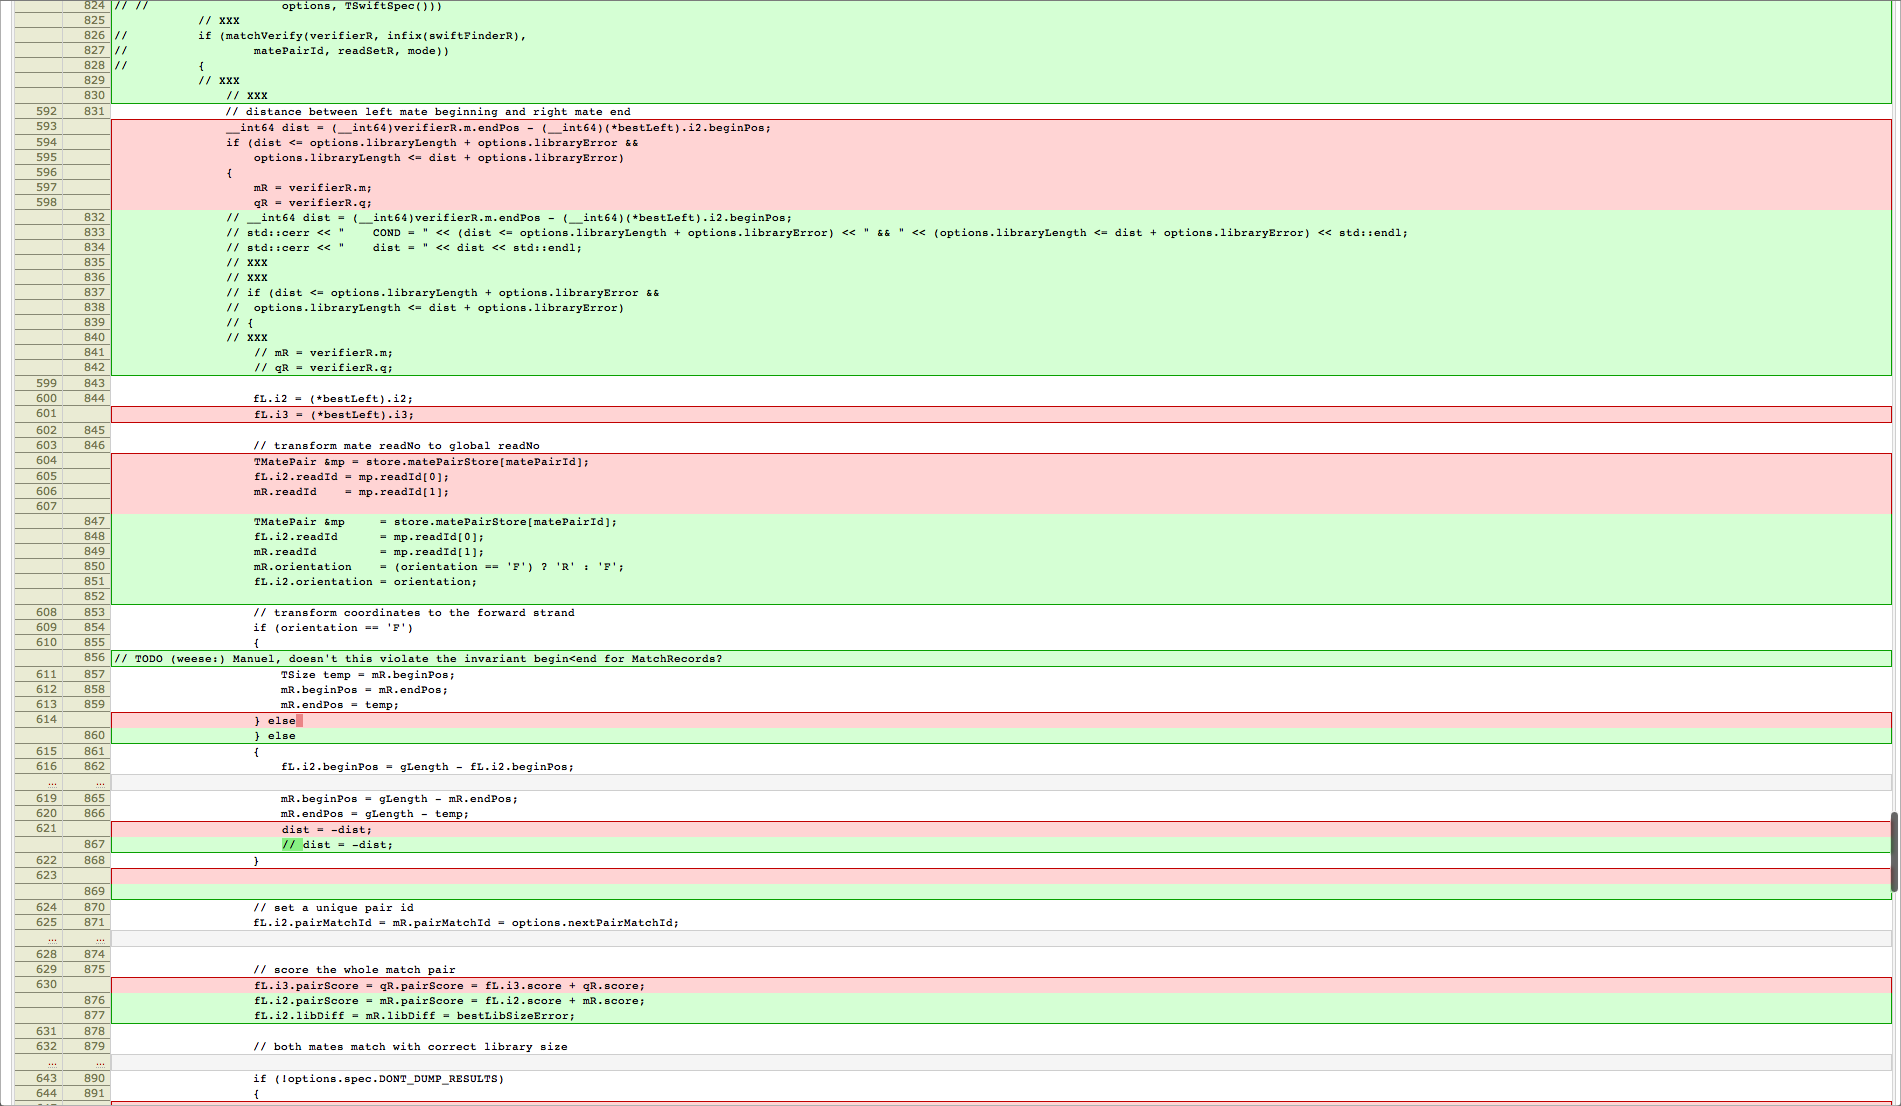 824 // // options, TSwiftSpec()))
825 // XXX
826 // if (matchVerify(verifierR, infix(swiftFinderR),
827 // matePairId, readSetR, mode))
828 // {
829 // XXX
830 // XXX
592 831 // distance between left mate beginning and right mate end
593 __int64 dist = (__int64)verifierR.m.endPos - (__int64)(*bestLeft).i2.beginPos;
594 if (dist <= options.libraryLength + options.libraryError &&
595 options.libraryLength <= dist + options.libraryError)
596 {
597 mR = verifierR.m;
598 qR = verifierR.q;
832 // __int64 dist = (__int64)verifierR.m.endPos - (__int64)(*bestLeft).i2.beginPos;
833 // std::cerr << "    COND = " << (dist <= options.libraryLength + options.libraryError) << " && " << (options.libraryLength <= dist + options.libraryError) << std::endl;
834 // std::cerr << "    dist = " << dist << std::endl;
835 // XXX
836 // XXX
837 // if (dist <= options.libraryLength + options.libraryError &&
838 //  options.libraryLength <= dist + options.libraryError)
839 // {
840 // XXX
841 // mR = verifierR.m;
842 // qR = verifierR.q;
599 843
600 844 fL.i2 = (*bestLeft).i2;
601 fL.i3 = (*bestLeft).i3;
602 845
603 846 // transform mate readNo to global readNo
604 TMatePair &mp = store.matePairStore[matePairId];
605 fL.i2.readId = mp.readId[0];
606 mR.readId    = mp.readId[1];
607
847 TMatePair &mp     = store.matePairStore[matePairId];
848 fL.i2.readId      = mp.readId[0];
849 mR.readId         = mp.readId[1];
850 mR.orientation    = (orientation == 'F') ? 'R' : 'F';
851 fL.i2.orientation = orientation;
852
608 853 // transform coordinates to the forward strand
609 854 if (orientation == 'F')
610 855 {
856 // TODO (weese:) Manuel, doesn't this violate the invariant begin<end for MatchRecords?
611 857 TSize temp = mR.beginPos;
612 858 mR.beginPos = mR.endPos;
613 859 mR.endPos = temp;
614 } else
860 } else
615 861 {
616 862 fL.i2.beginPos = gLength - fL.i2.beginPos;
... ...
619 865 mR.beginPos = gLength - mR.endPos;
620 866 mR.endPos = gLength - temp;
621 dist = -dist;
867 // dist = -dist;
622 868 }
623
869
624 870 // set a unique pair id
625 871 fL.i2.pairMatchId = mR.pairMatchId = options.nextPairMatchId;
... ...
628 874
629 875 // score the whole match pair
630 fL.i3.pairScore = qR.pairScore = fL.i3.score + qR.score;
876 fL.i2.pairScore = mR.pairScore = fL.i2.score + mR.score;
877 fL.i2.libDiff = mR.libDiff = bestLibSizeError;
631 878
632 879 // both mates match with correct library size
... ...
643 890 if (!options.spec.DONT_DUMP_RESULTS)
644 891 {